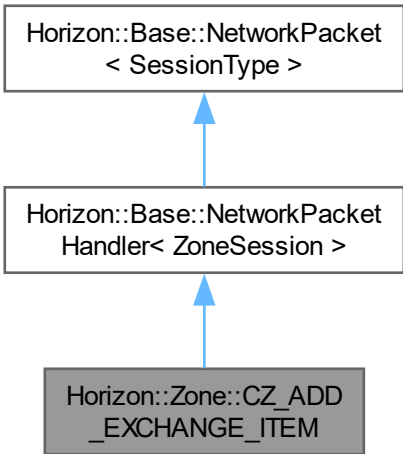 Horizon::Base::NetworkPacket
< SessionType >
Horizon::Base::NetworkPacket
Handler< ZoneSession >
Horizon::Zone::CZ_ADD
_EXCHANGE_ITEM